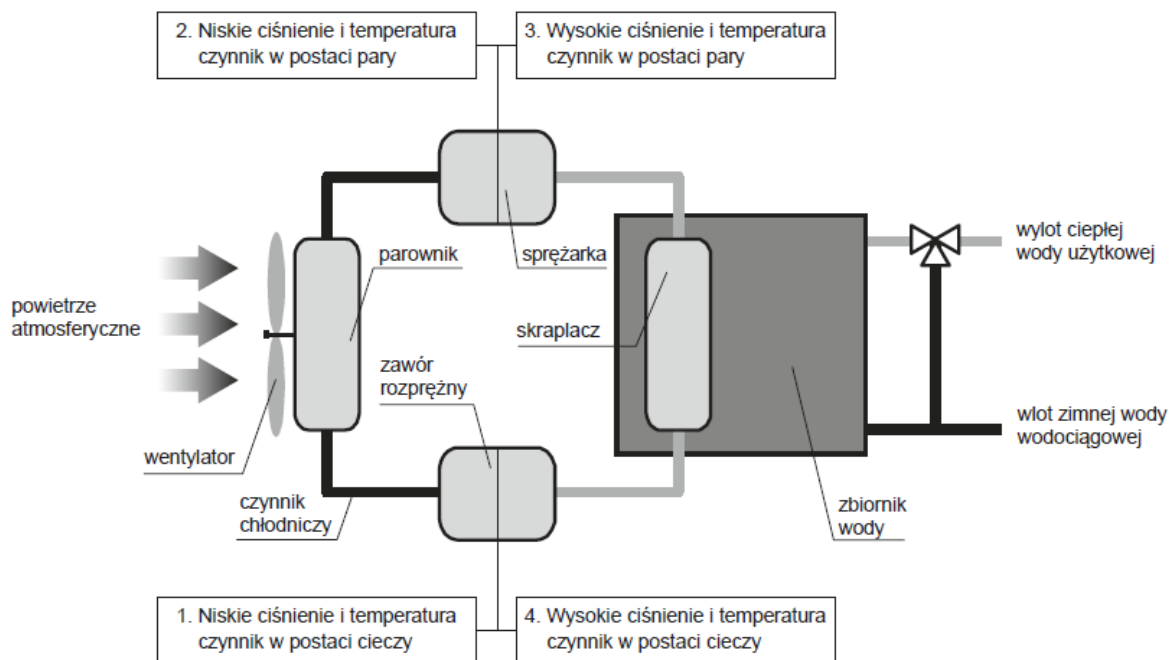 2. Niskie ciśnienie i temperatura
czynnik w postaci pary
3. Wysokie ciśnienie i temperatura
czynnik w postaci pary
parownik
sprężarka
wylot ciepłej
wody użytkowej
powietrze
atmosferyczne
skraplacz
zawór
rozprężny
wlot zimnej wody
wodociągowej
wentylator
czynnik
chłodniczy
zbiornik
wody
1. Niskie ciśnienie i temperatura
czynnik w postaci cieczy
4. Wysokie ciśnienie i temperatura
czynnik w postaci cieczy